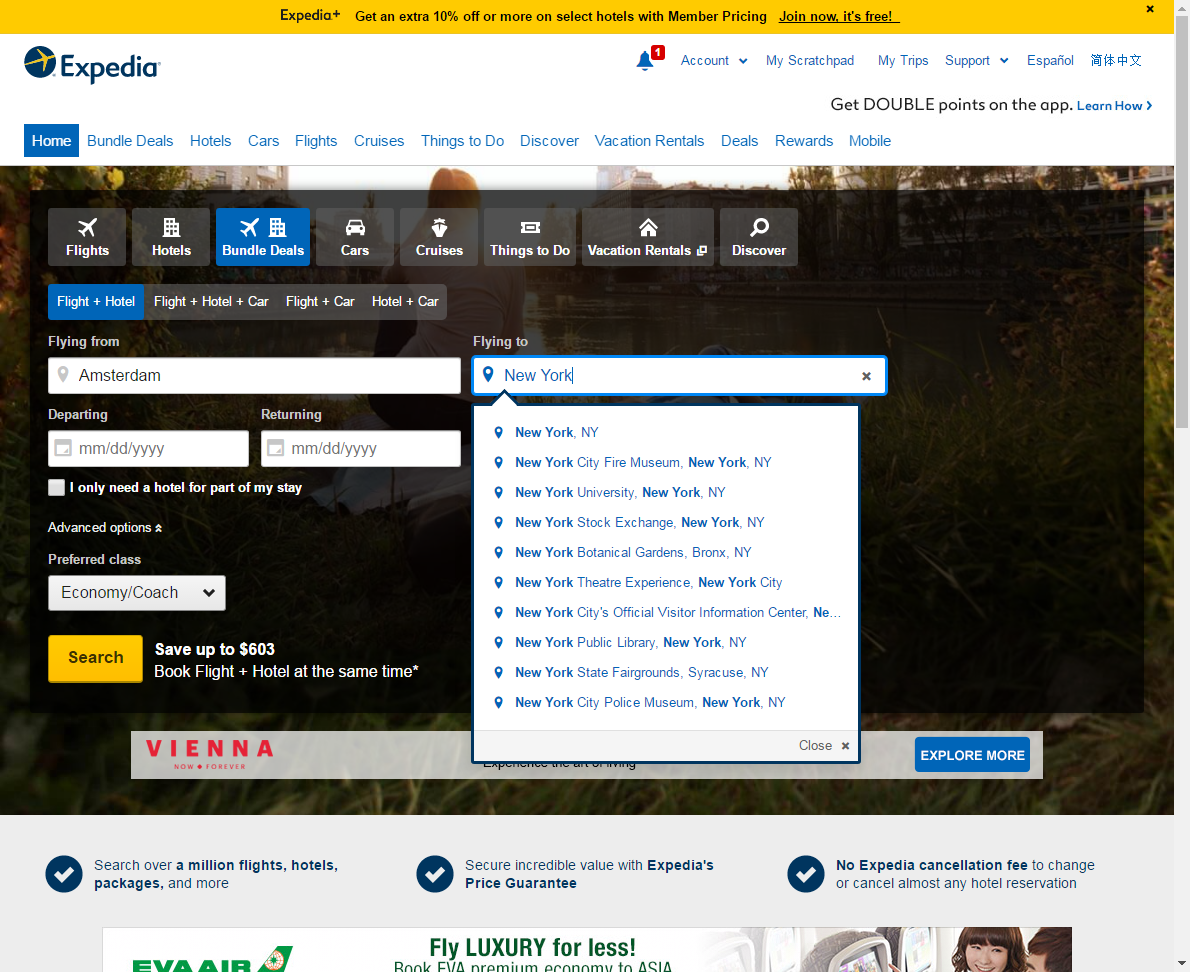 Expedia+ Get an extra 10% off or more on select hotels with Member Pricing Join now, it's free!
Expedia
1 Account My Scratchpad My Trips Support Español 简体中文
Get DOUBLE points on the app. Learn How
Home Bundle Deals Hotels Cars Flights Cruises Things to Do Discover Vacation Rentals Deals Rewards Mobile
Flights Hotels Bundle Deals Cars Cruises Things to Do Vacation Rentals Discover
Flight + Hotel Flight + Hotel + Car Flight + Car Hotel + Car
Flying from Flying to
Amsterdam New York
Departing Returning
mm/dd/yyyy mm/dd/yyyy
I only need a hotel for part of my stay
Advanced options
Preferred class
Economy/Coach
Search
Save up to $603
Book Flight + Hotel at the same time*
New York, NY
New York City Fire Museum, New York, NY
New York University, New York, NY
New York Stock Exchange, New York, NY
New York Botanical Gardens, Bronx, NY
New York Theatre Experience, New York City
New York City's Official Visitor Information Center, Ne...
New York Public Library, New York, NY
New York State Fairgrounds, Syracuse, NY
New York City Police Museum, New York, NY
Close
VIENNA
NOW • FOREVER
Experience the art of living
EXPLORE MORE
Search over a million flights, hotels,
packages, and more
Secure incredible value with Expedia's
Price Guarantee
No Expedia cancellation fee to change
or cancel almost any hotel reservation
EVA AIR
Fly LUXURY for less!
Book EVA premium economy to ASIA